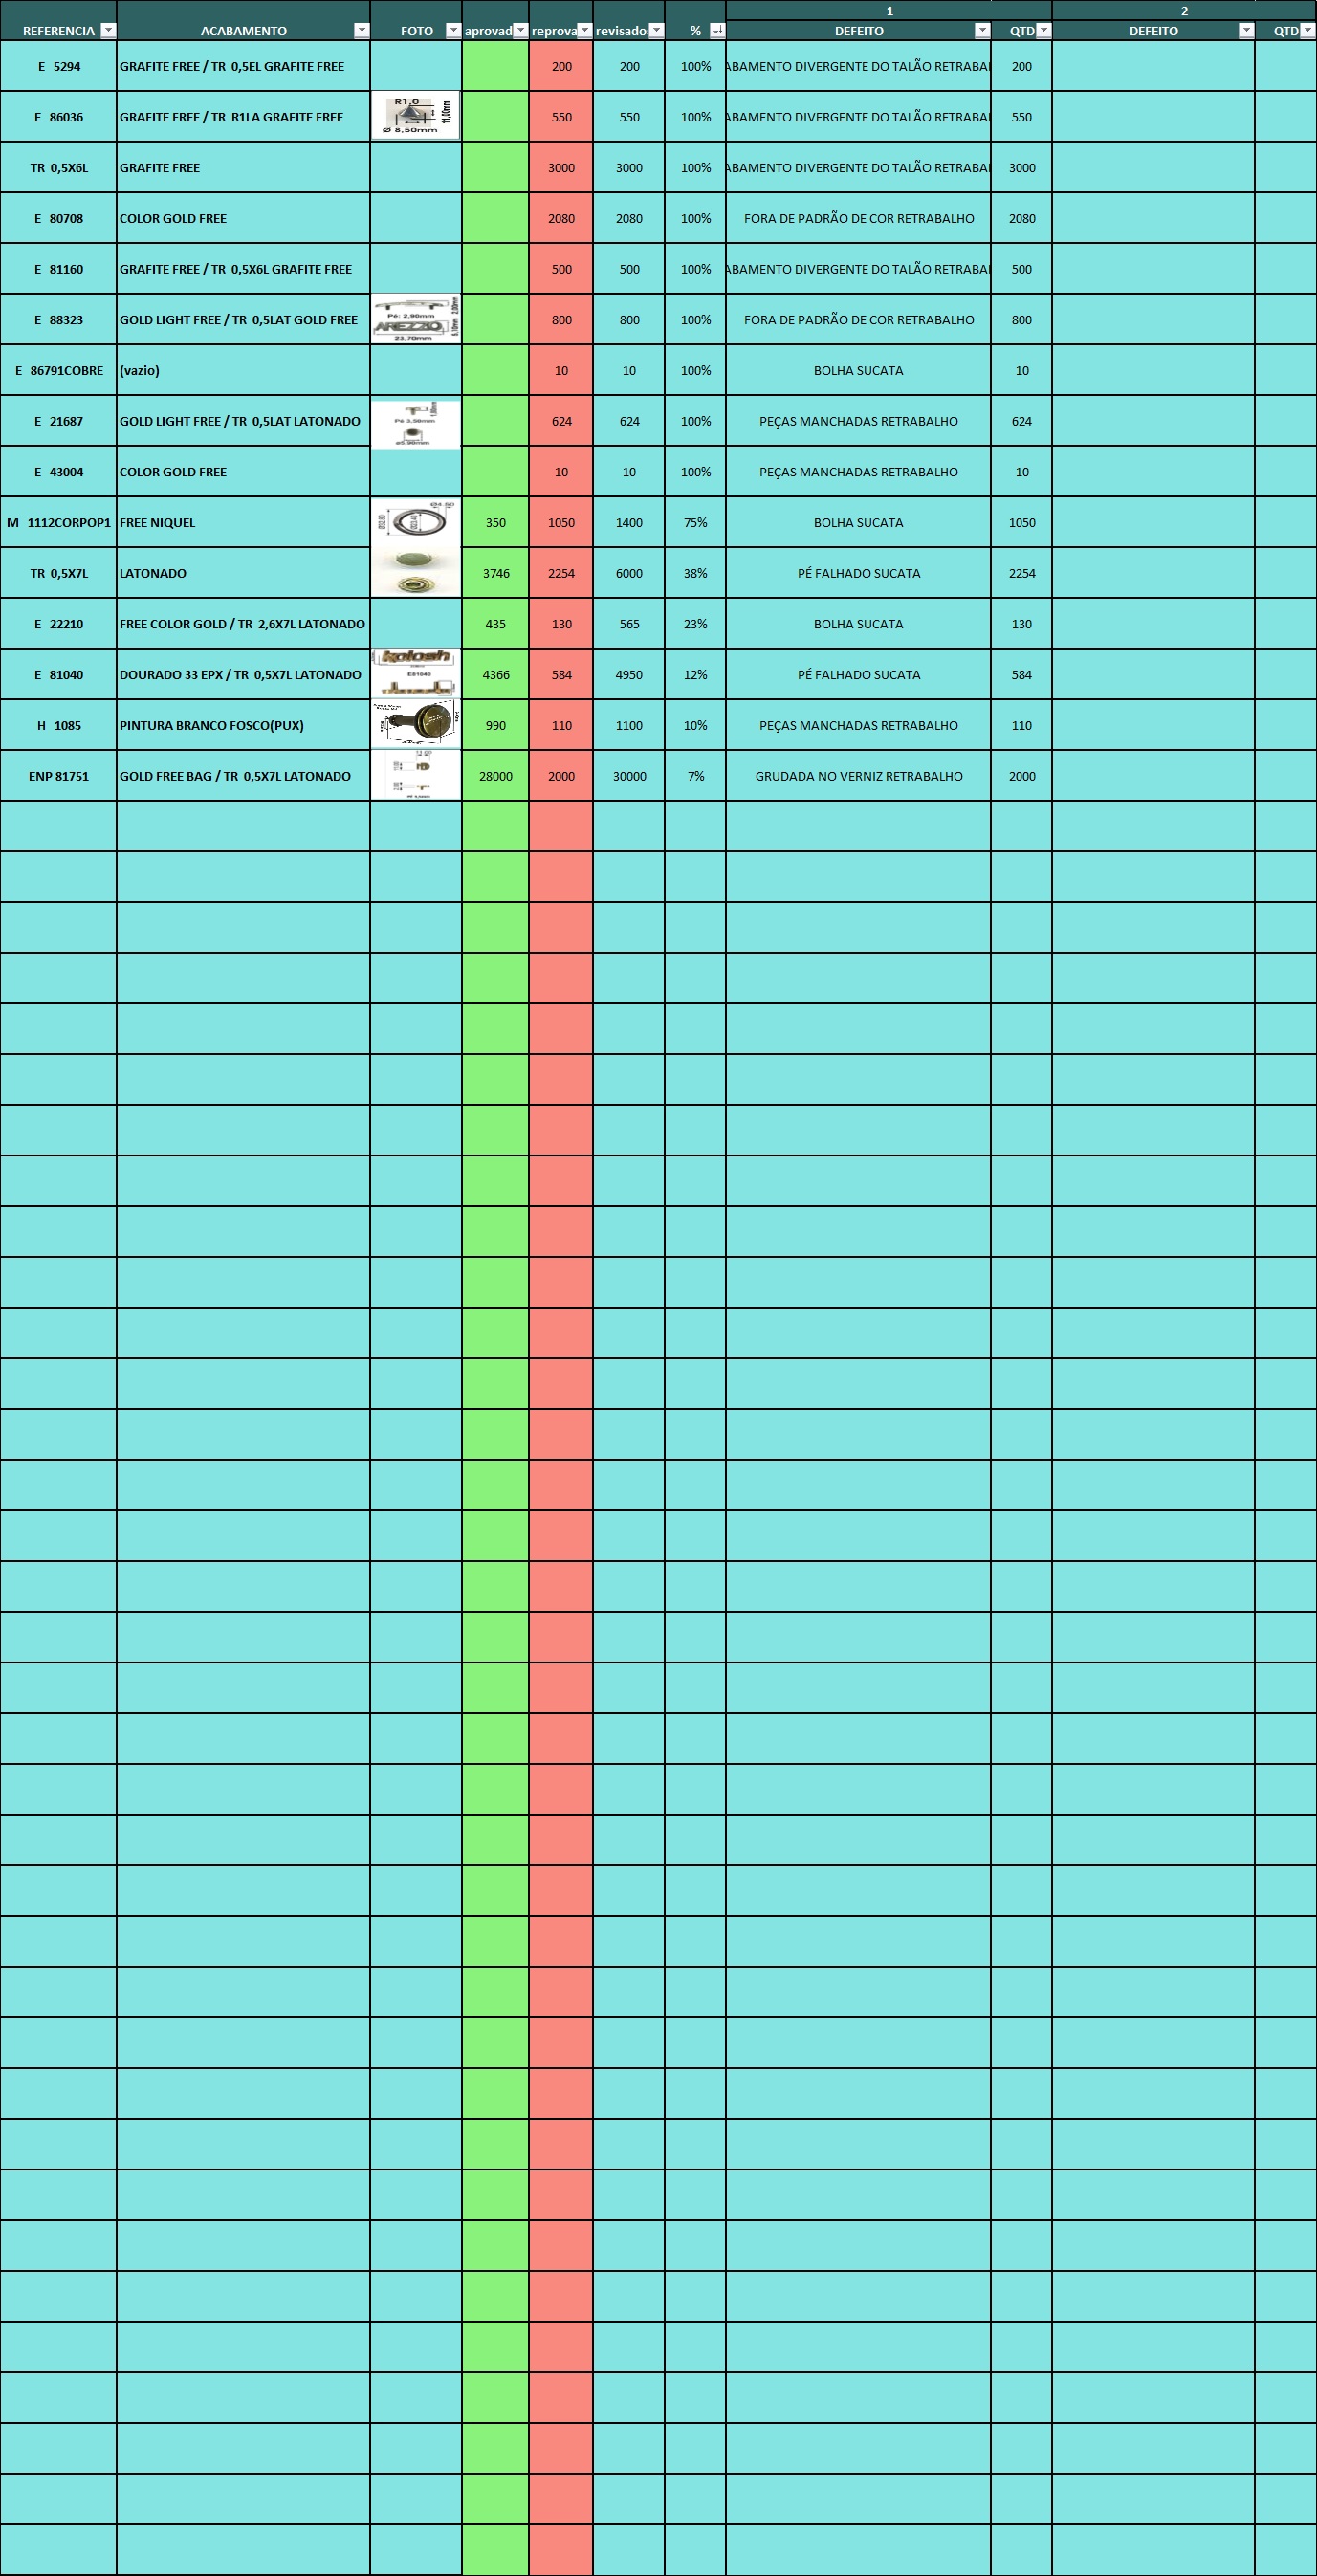 1 2
REFERENCIA ACABAMENTO FOTO aprovad reprova revisados % DEFEITO QTD DEFEITO QTD
E 5294 GRAFITE FREE / TR 0,5EL GRAFITE FREE 200 200 100% ABAMENTO DIVERGENTE DO TALÃO RETRABAL 200
E 86036 GRAFITE FREE / TR R1LA GRAFITE FREE R1.0 11,00mm Ø 8,50mm 550 550 100% ABAMENTO DIVERGENTE DO TALÃO RETRABAL 550
TR 0,5X6L GRAFITE FREE 3000 3000 100% ABAMENTO DIVERGENTE DO TALÃO RETRABAL 3000
E 80708 COLOR GOLD FREE 2080 2080 100% FORA DE PADRÃO DE COR RETRABALHO 2080
E 81160 GRAFITE FREE / TR 0,5X6L GRAFITE FREE 500 500 100% ABAMENTO DIVERGENTE DO TALÃO RETRABAL 500
E 88323 GOLD LIGHT FREE / TR 0,5LAT GOLD FREE Pé: 2,90mm AREZZO 23,70mm 800 800 100% FORA DE PADRÃO DE COR RETRABALHO 800
E 86791COBRE (vazio) 10 10 100% BOLHA SUCATA 10
E 21687 GOLD LIGHT FREE / TR 0,5LAT LATONADO Pé 3,50mm 624 624 100% PEÇAS MANCHADAS RETRABALHO 624
E 43004 COLOR GOLD FREE 10 10 100% PEÇAS MANCHADAS RETRABALHO 10
M 1112CORPOP1 FREE NIQUEL 350 1050 1400 75% BOLHA SUCATA 1050
TR 0,5X7L LATONADO 3746 2254 6000 38% PÉ FALHADO SUCATA 2254
E 22210 FREE COLOR GOLD / TR 2,6X7L LATONADO 435 130 565 23% BOLHA SUCATA 130
E 81040 DOURADO 33 EPX / TR 0,5X7L LATONADO kolosh E81040 4366 584 4950 12% PÉ FALHADO SUCATA 584
H 1085 PINTURA BRANCO FOSCO(PUX) 990 110 1100 10% PEÇAS MANCHADAS RETRABALHO 110
ENP 81751 GOLD FREE BAG / TR 0,5X7L LATONADO 28000 2000 30000 7% GRUDADA NO VERNIZ RETRABALHO 2000